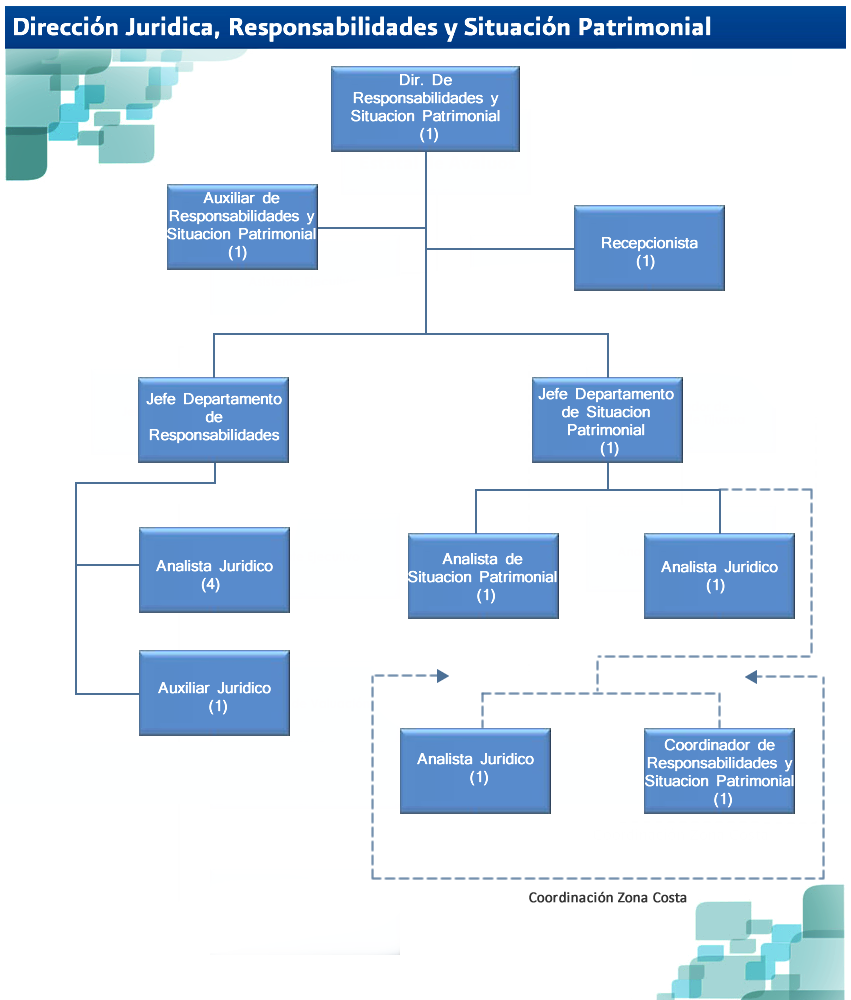 Dirección Juridica, Responsabilidades y Situación Patrimonial
Dir. De
Responsabilidades y
Situacion Patrimonial
(1)
Auxiliar de
Responsabilidades y
Situacion Patrimonial
(1)
Recepcionista
(1)
Jefe Departamento
de
Responsabilidades
Jefe Departamento
de Situacion
Patrimonial
(1)
Analista Juridico
(4)
Analista de
Situacion Patrimonial
(1)
Analista Juridico
(1)
Auxiliar Juridico
(1)
Analista Juridico
(1)
Coordinador de
Responsabilidades y
Situacion Patrimonial
(1)
Coordinación Zona Costa